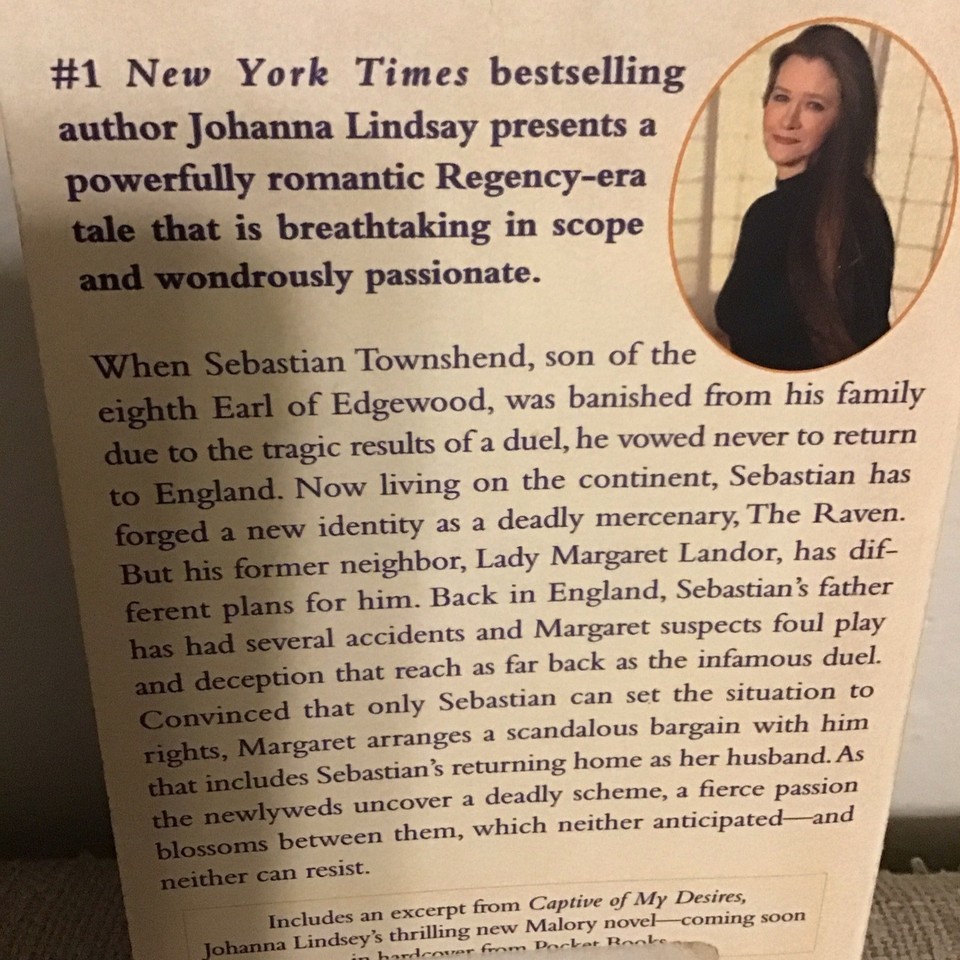 #1 New York Times bestselling
author Johanna Lindsay presents a
powerfully romantic Regency-era
tale that is breathtaking in scope
and wondrously passionate.
When Sebastian Townshend, son of the
eighth Earl of Edgewood, was banished from his family
due to the tragic results of a duel, he vowed never to return
to England. Now living on the continent, Sebastian has
forged a new identity as a deadly mercenary, The Raven.
But his former neighbor, Lady Margaret Landor, has dif-
ferent plans for him. Back in England, Sebastian's father
has had several accidents and Margaret suspects foul play
and deception that reach as far back as the infamous duel.
Convinced that only Sebastian can set the situation to
rights, Margaret arranges a scandalous bargain with him
that includes Sebastian's returning home as her husband. As
the newlyweds uncover a deadly scheme, a fierce passion
blossoms between them, which neither anticipated—and
neither can resist.
Includes an excerpt from Captive of My Desires,
Johanna Lindsey's thrilling new Malory novel—coming soon
in hardcover from Pocket Books